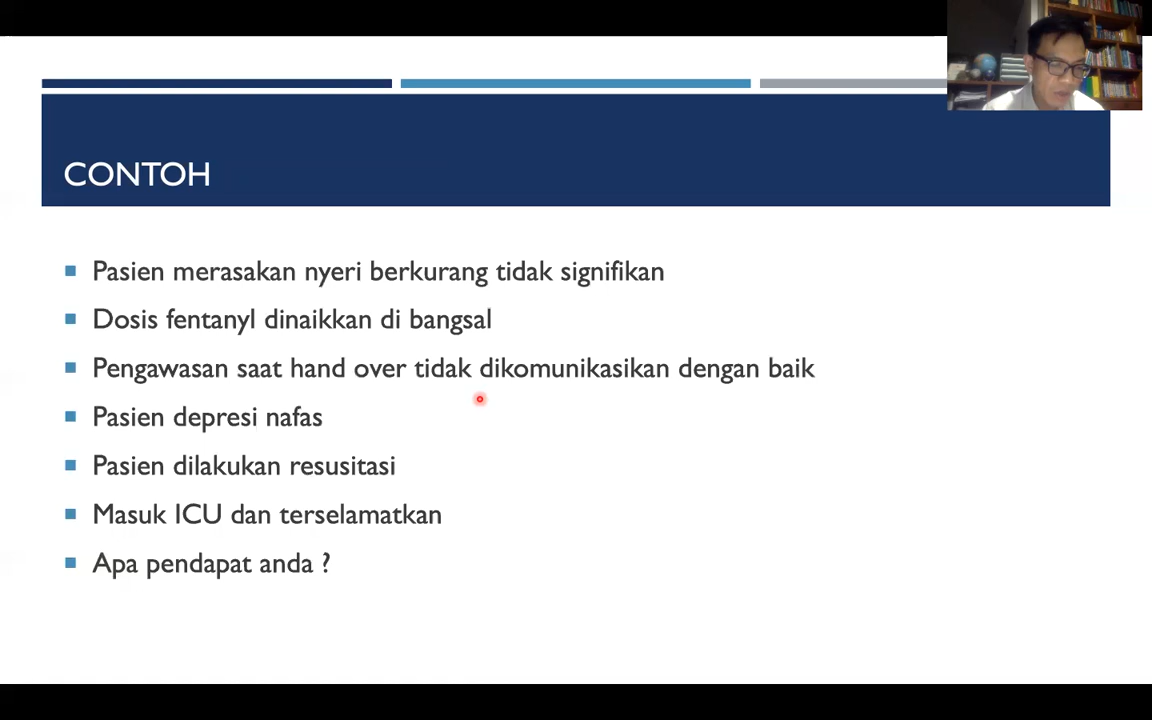 CONTOH
Pasien merasakan nyeri berkurang tidak signifikan
Dosis fentanyl dinaikkan di bangsal
Pengawasan saat hand over tidak dikomunikasikan dengan baik
Pasien depresi nafas
Pasien dilakukan resusitasi
Masuk ICU dan terselamatkan
Apa pendapat anda ?